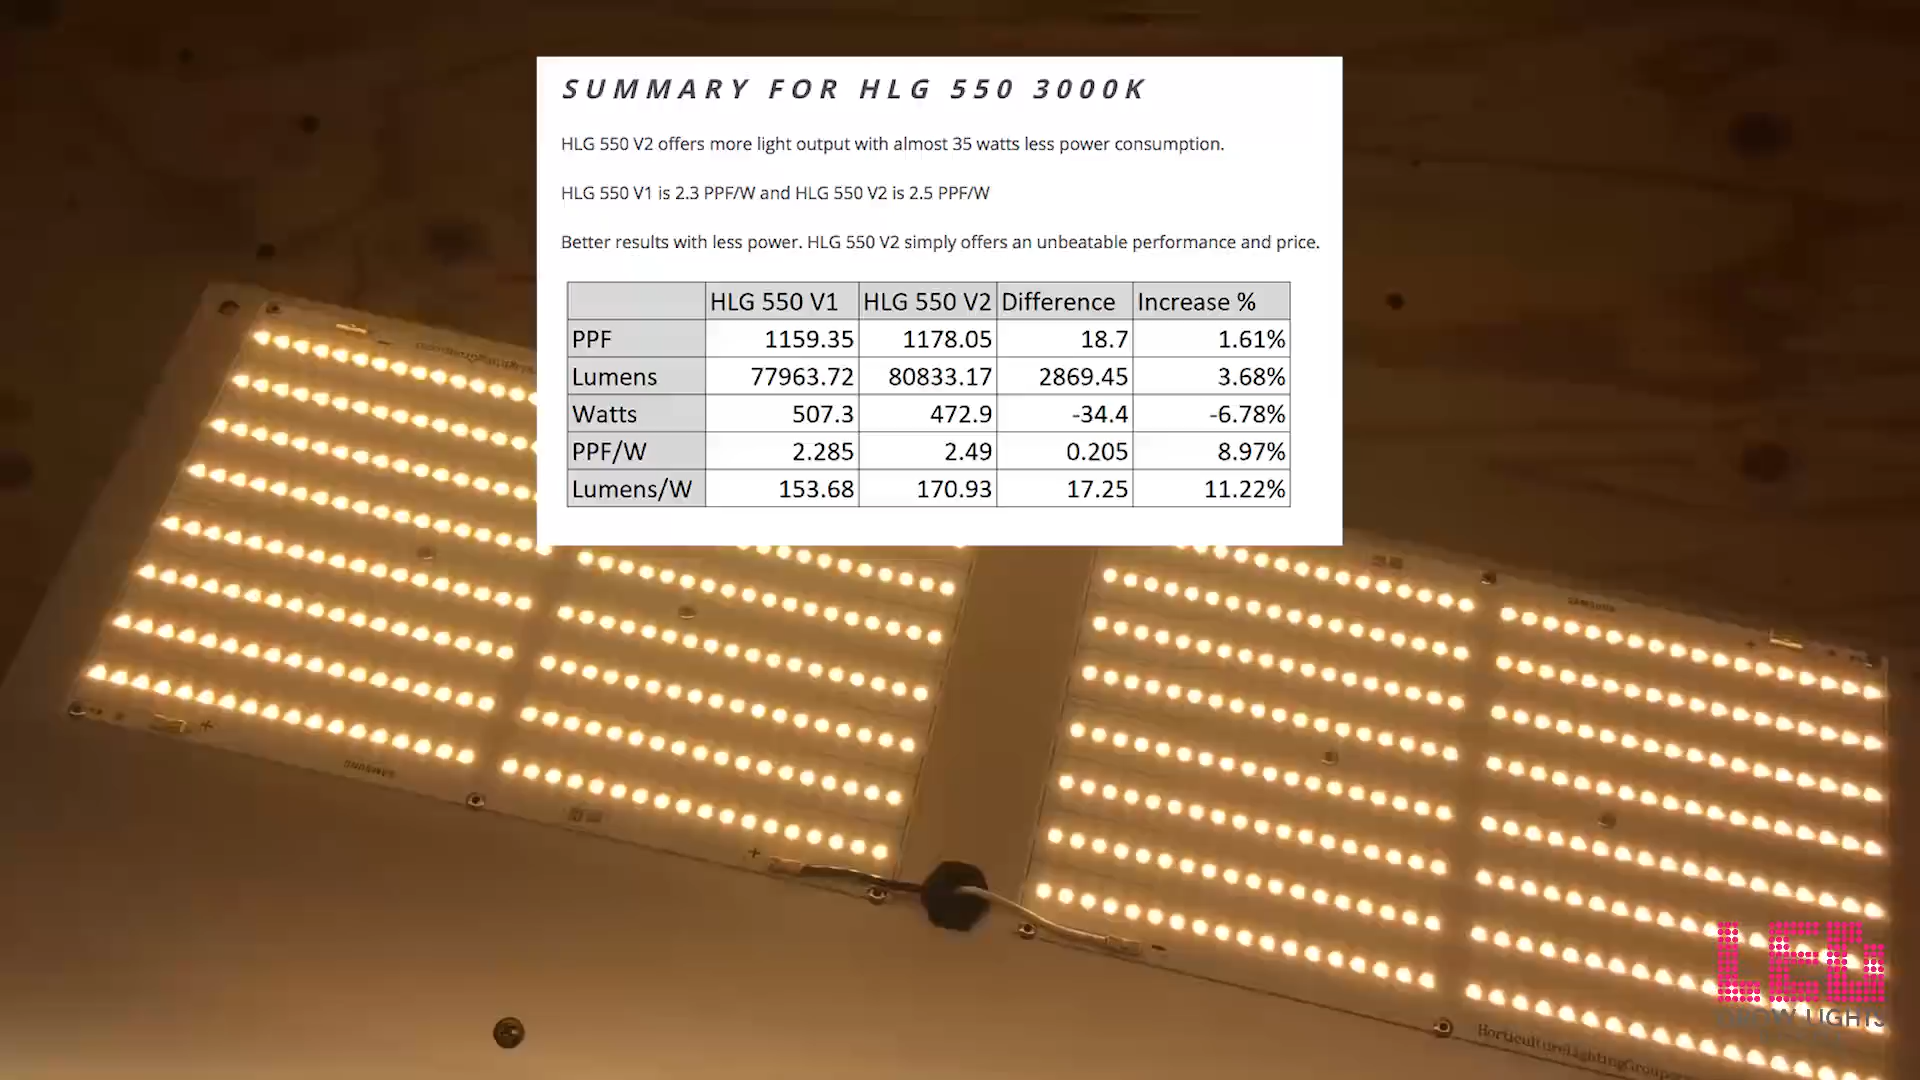 SUMMARY FOR HLG 550 3000K
HLG 550 V2 offers more light output with almost 35 watts less power consumption.
HLG 550 V1 is 2.3 PPF/W and HLG 550 V2 is 2.5 PPF/W
Better results with less power. HLG 550 V2 simply offers an unbeatable performance and price.
HLG 550 V1 HLG 550 V2 Difference Increase %
PPF 1159.35 1178.05 18.7 1.61%
Lumens 77963.72 80833.17 2869.45 3.68%
Watts 507.3 472.9 -34.4 -6.78%
PPF/W 2.285 2.49 0.205 8.97%
Lumens/W 153.68 170.93 17.25 11.22%
SAMSUNG
SAMSUNG
+
+
+
-
LED
GROW LIGHTS